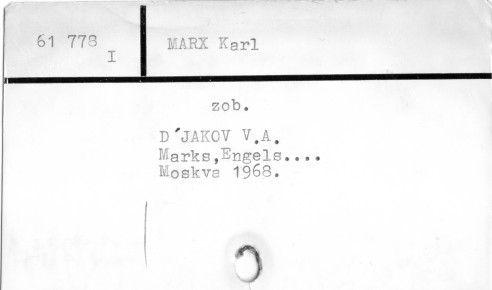 61 778
I
MARX Karl
zob.
D´JAKOV V.A.
Marks,Engels....
Moskva 1968.